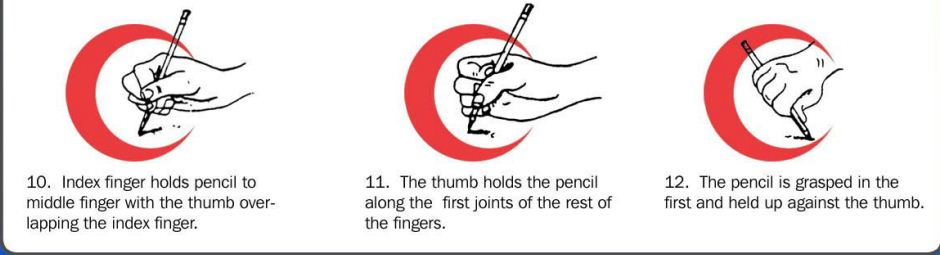 10. Index finger holds pencil to
middle finger with the thumb over-
lapping the index finger.
11. The thumb holds the pencil
along the first joints of the rest of
the fingers.
12. The pencil is grasped in the
first and held up against the thumb.